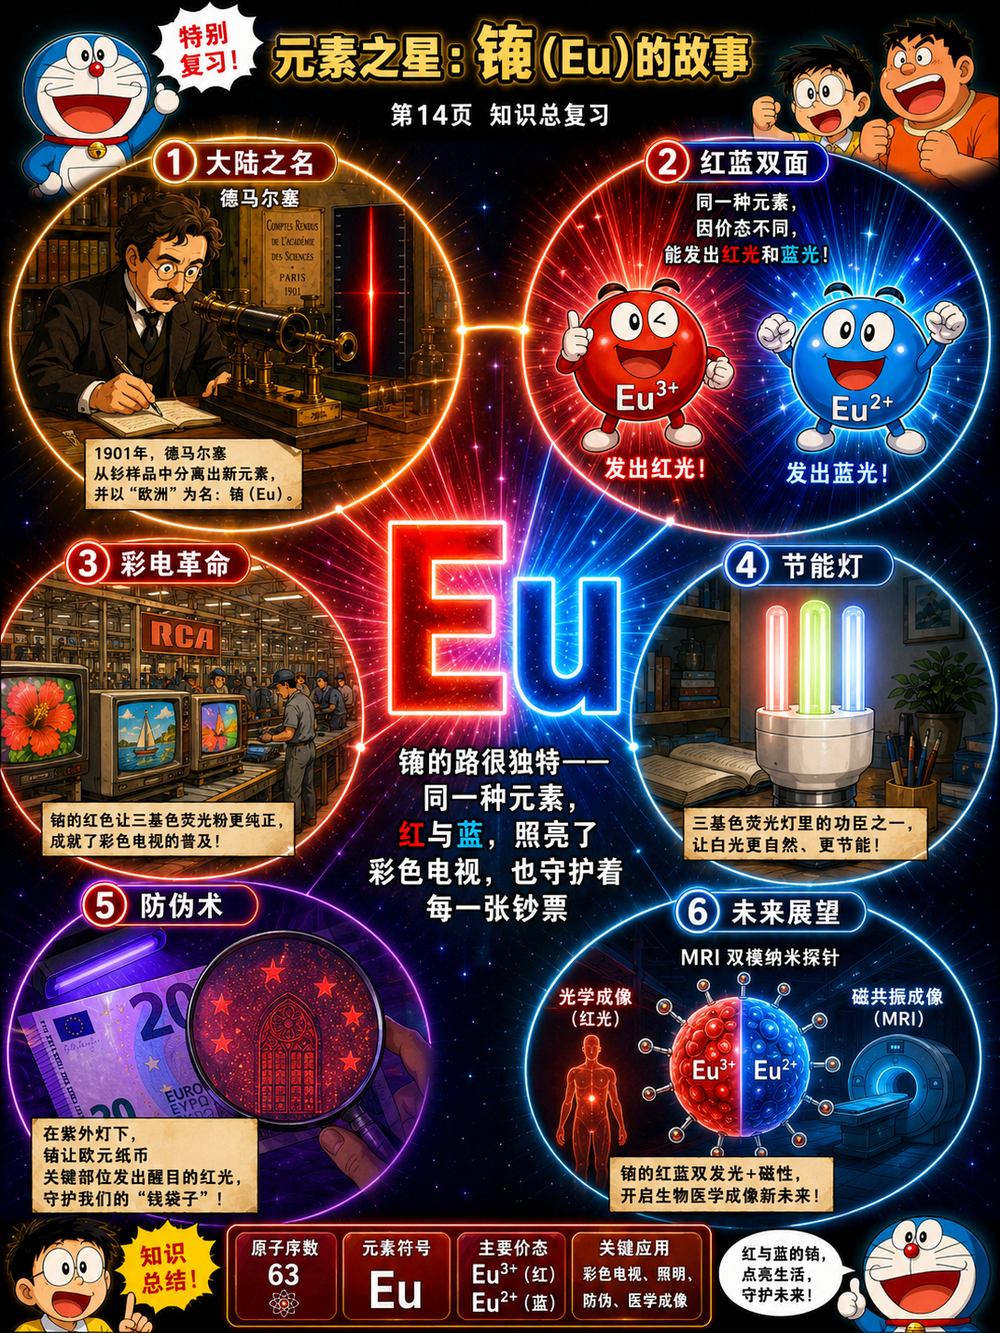 特别
复习！
元素之星：铕（Eu）的故事
第14页 知识总复习
1 大陆之名
德马尔塞
COMPTES RENDUS
DE L'ACADÉMIE
DES SCIENCES
PARIS
1901
1901年，德马尔塞
从钐样品中分离出新元素，
并以“欧洲”为名：铕（Eu）。
2 红蓝双面
同一种元素，
因价态不同，
能发出红光和蓝光！
Eu³⁺
Eu²⁺
发出红光！
发出蓝光！
Eu
3 彩电革命
RCA
铕的红色让三基色荧光粉更纯正，
成就了彩色电视的普及！
4 节能灯
三基色荧光灯里的功臣之一，
让白光更自然、更节能！
铕的路很独特——
同一种元素，
红与蓝，照亮了
彩色电视，也守护着
每一张钞票
5 防伪术
20
EURO
ΕΥΡΩ
20
在紫外灯下，
铕让欧元纸币
关键部位发出醒目的红光，
守护我们的“钱袋子”！
6 未来展望
MRI 双模纳米探针
光学成像
（红光）
磁共振成像
（MRI）
Eu³⁺
Eu²⁺
铕的红蓝双发光+磁性，
开启生物医学成像新未来！
知识
总结！
原子序数
63
元素符号
Eu
主要价态
Eu³⁺（红）
Eu²⁺（蓝）
关键应用
彩色电视、照明、
防伪、医学成像
红与蓝的铕，
点亮生活，
守护未来！